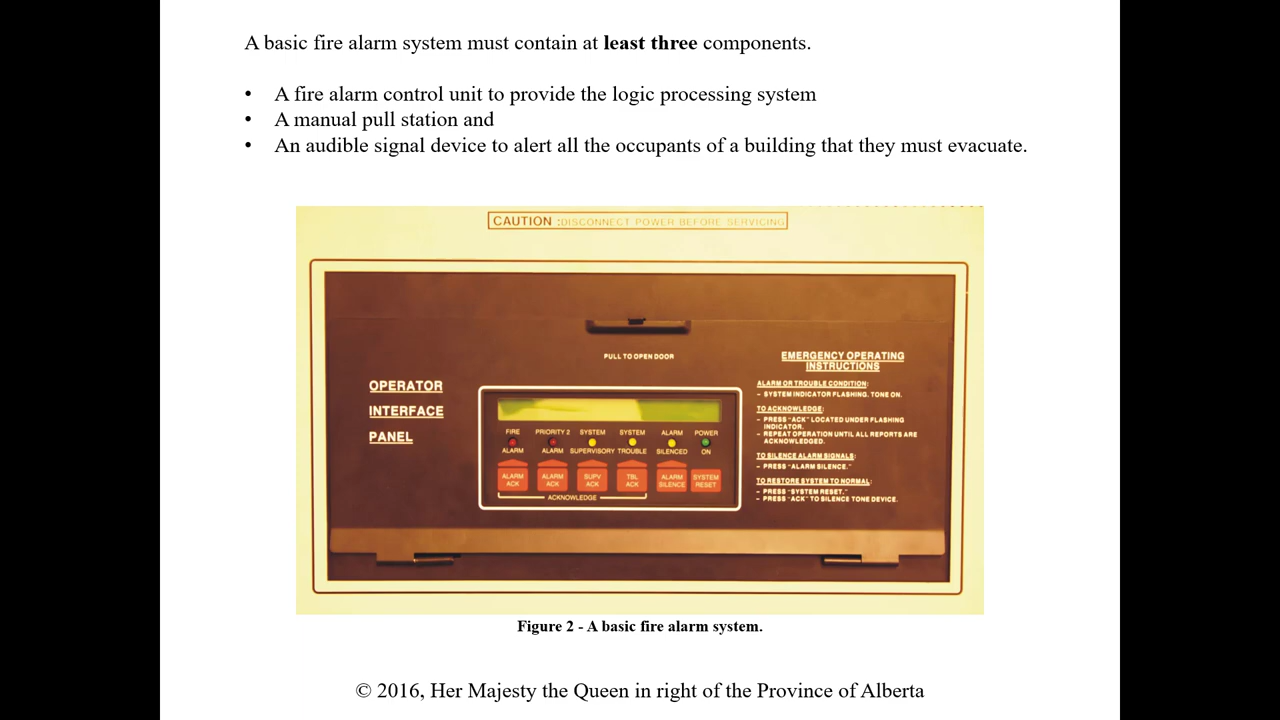 A basic fire alarm system must contain at least three components.
• A fire alarm control unit to provide the logic processing system
• A manual pull station and
• An audible signal device to alert all the occupants of a building that they must evacuate.
CAUTION :DISCONNECT POWER BEFORE SERVICING
PULL TO OPEN DOOR
OPERATOR
INTERFACE
PANEL
FIRE PRIORITY 2 SYSTEM SYSTEM ALARM POWER
ALARM ALARM SUPERVISORY TROUBLE SILENCED ON
ALARM ALARM SUPV TBL ALARM SYSTEM
ACK ACK ACK ACK SILENCE RESET
ACKNOWLEDGE
EMERGENCY OPERATING
INSTRUCTIONS
ALARM OR TROUBLE CONDITION:
- SYSTEM INDICATOR FLASHING. TONE ON.
TO ACKNOWLEDGE:
- PRESS "ACK" LOCATED UNDER FLASHING
INDICATOR.
- REPEAT OPERATION UNTIL ALL REPORTS ARE
ACKNOWLEDGED.
TO SILENCE ALARM SIGNALS:
- PRESS "ALARM SILENCE."
TO RESTORE SYSTEM TO NORMAL:
- PRESS "SYSTEM RESET."
- PRESS "ACK" TO SILENCE TONE DEVICE.
Figure 2 - A basic fire alarm system.
© 2016, Her Majesty the Queen in right of the Province of Alberta